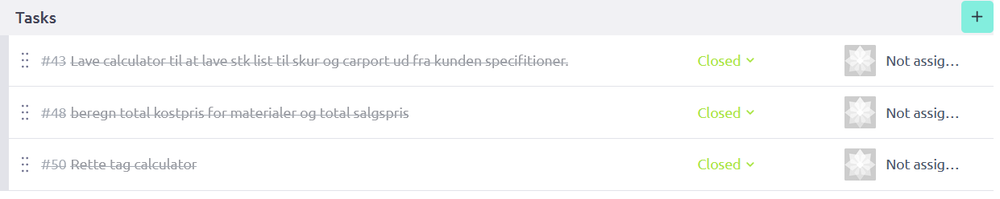 Tasks
+
#43 Lave calculator til at lave stk list til skur og carport ud fra kunden specifitioner. Closed Not assig...
#48 beregn total kostpris for materialer og total salgspris Closed Not assig...
#50 Rette tag calculator Closed Not assig...